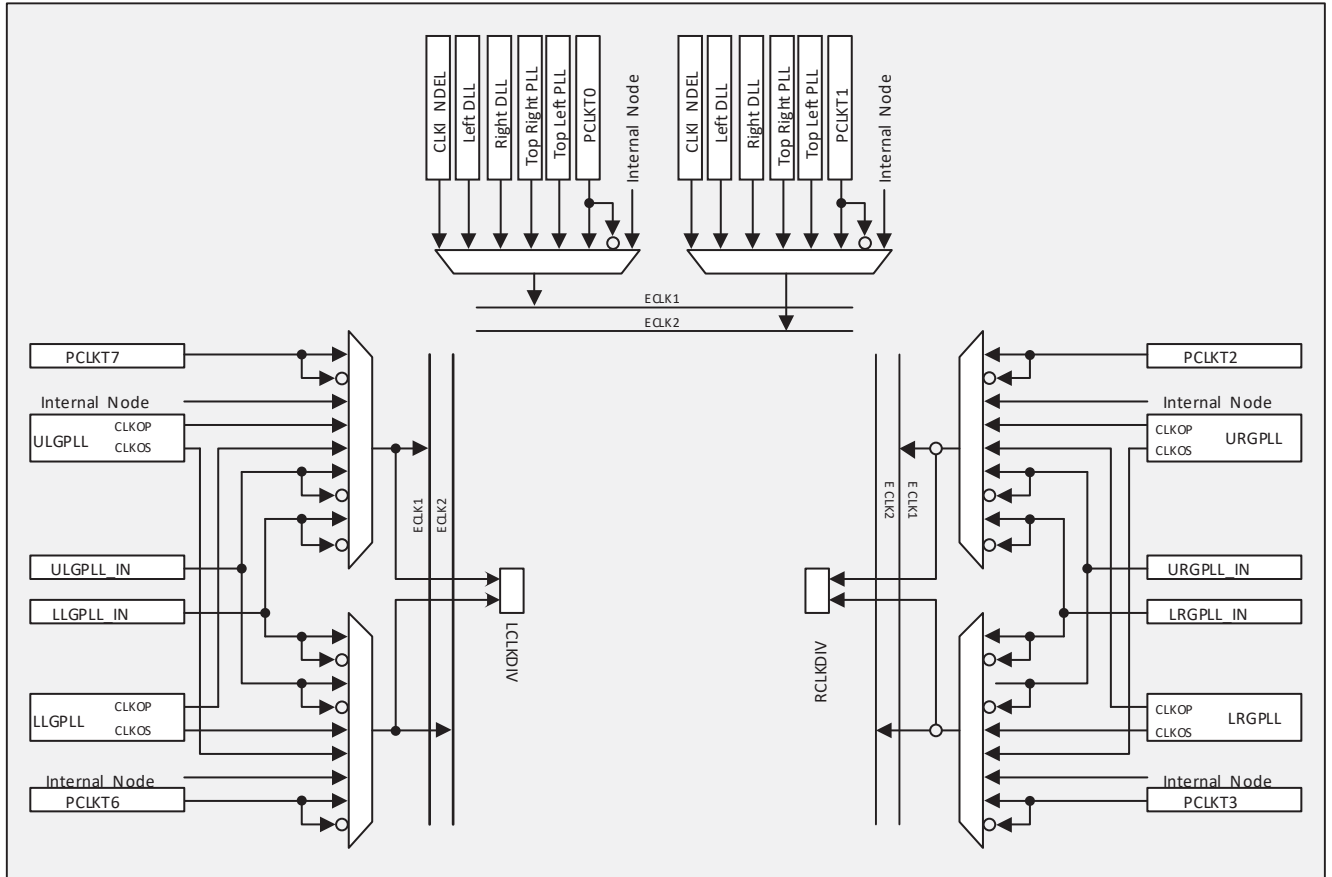 CLKI NDEL
Left DLL
Right DLL
Top Right PLL
Top Left PLL
PCLKT0
Internal Node
CLKI NDEL
Left DLL
Right DLL
Top Right PLL
Top Left PLL
PCLKT1
Internal Node
ECLK1
ECLK2
PCLKT7
Internal Node
ULGPLL
CLKOP
CLKOS
ULGPLL_IN
LLGPLL_IN
LLGPLL
CLKOP
CLKOS
Internal Node
PCLKT6
ECLK1
ECLK2
LCLKDIV
RCLKDIV
E CLK2
E CLK1
PCLKT2
Internal Node
CLKOP
CLKOS
URGPLL
URGPLL_IN
LRGPLL_IN
CLKOP
CLKOS
LRGPLL
Internal Node
PCLKT3